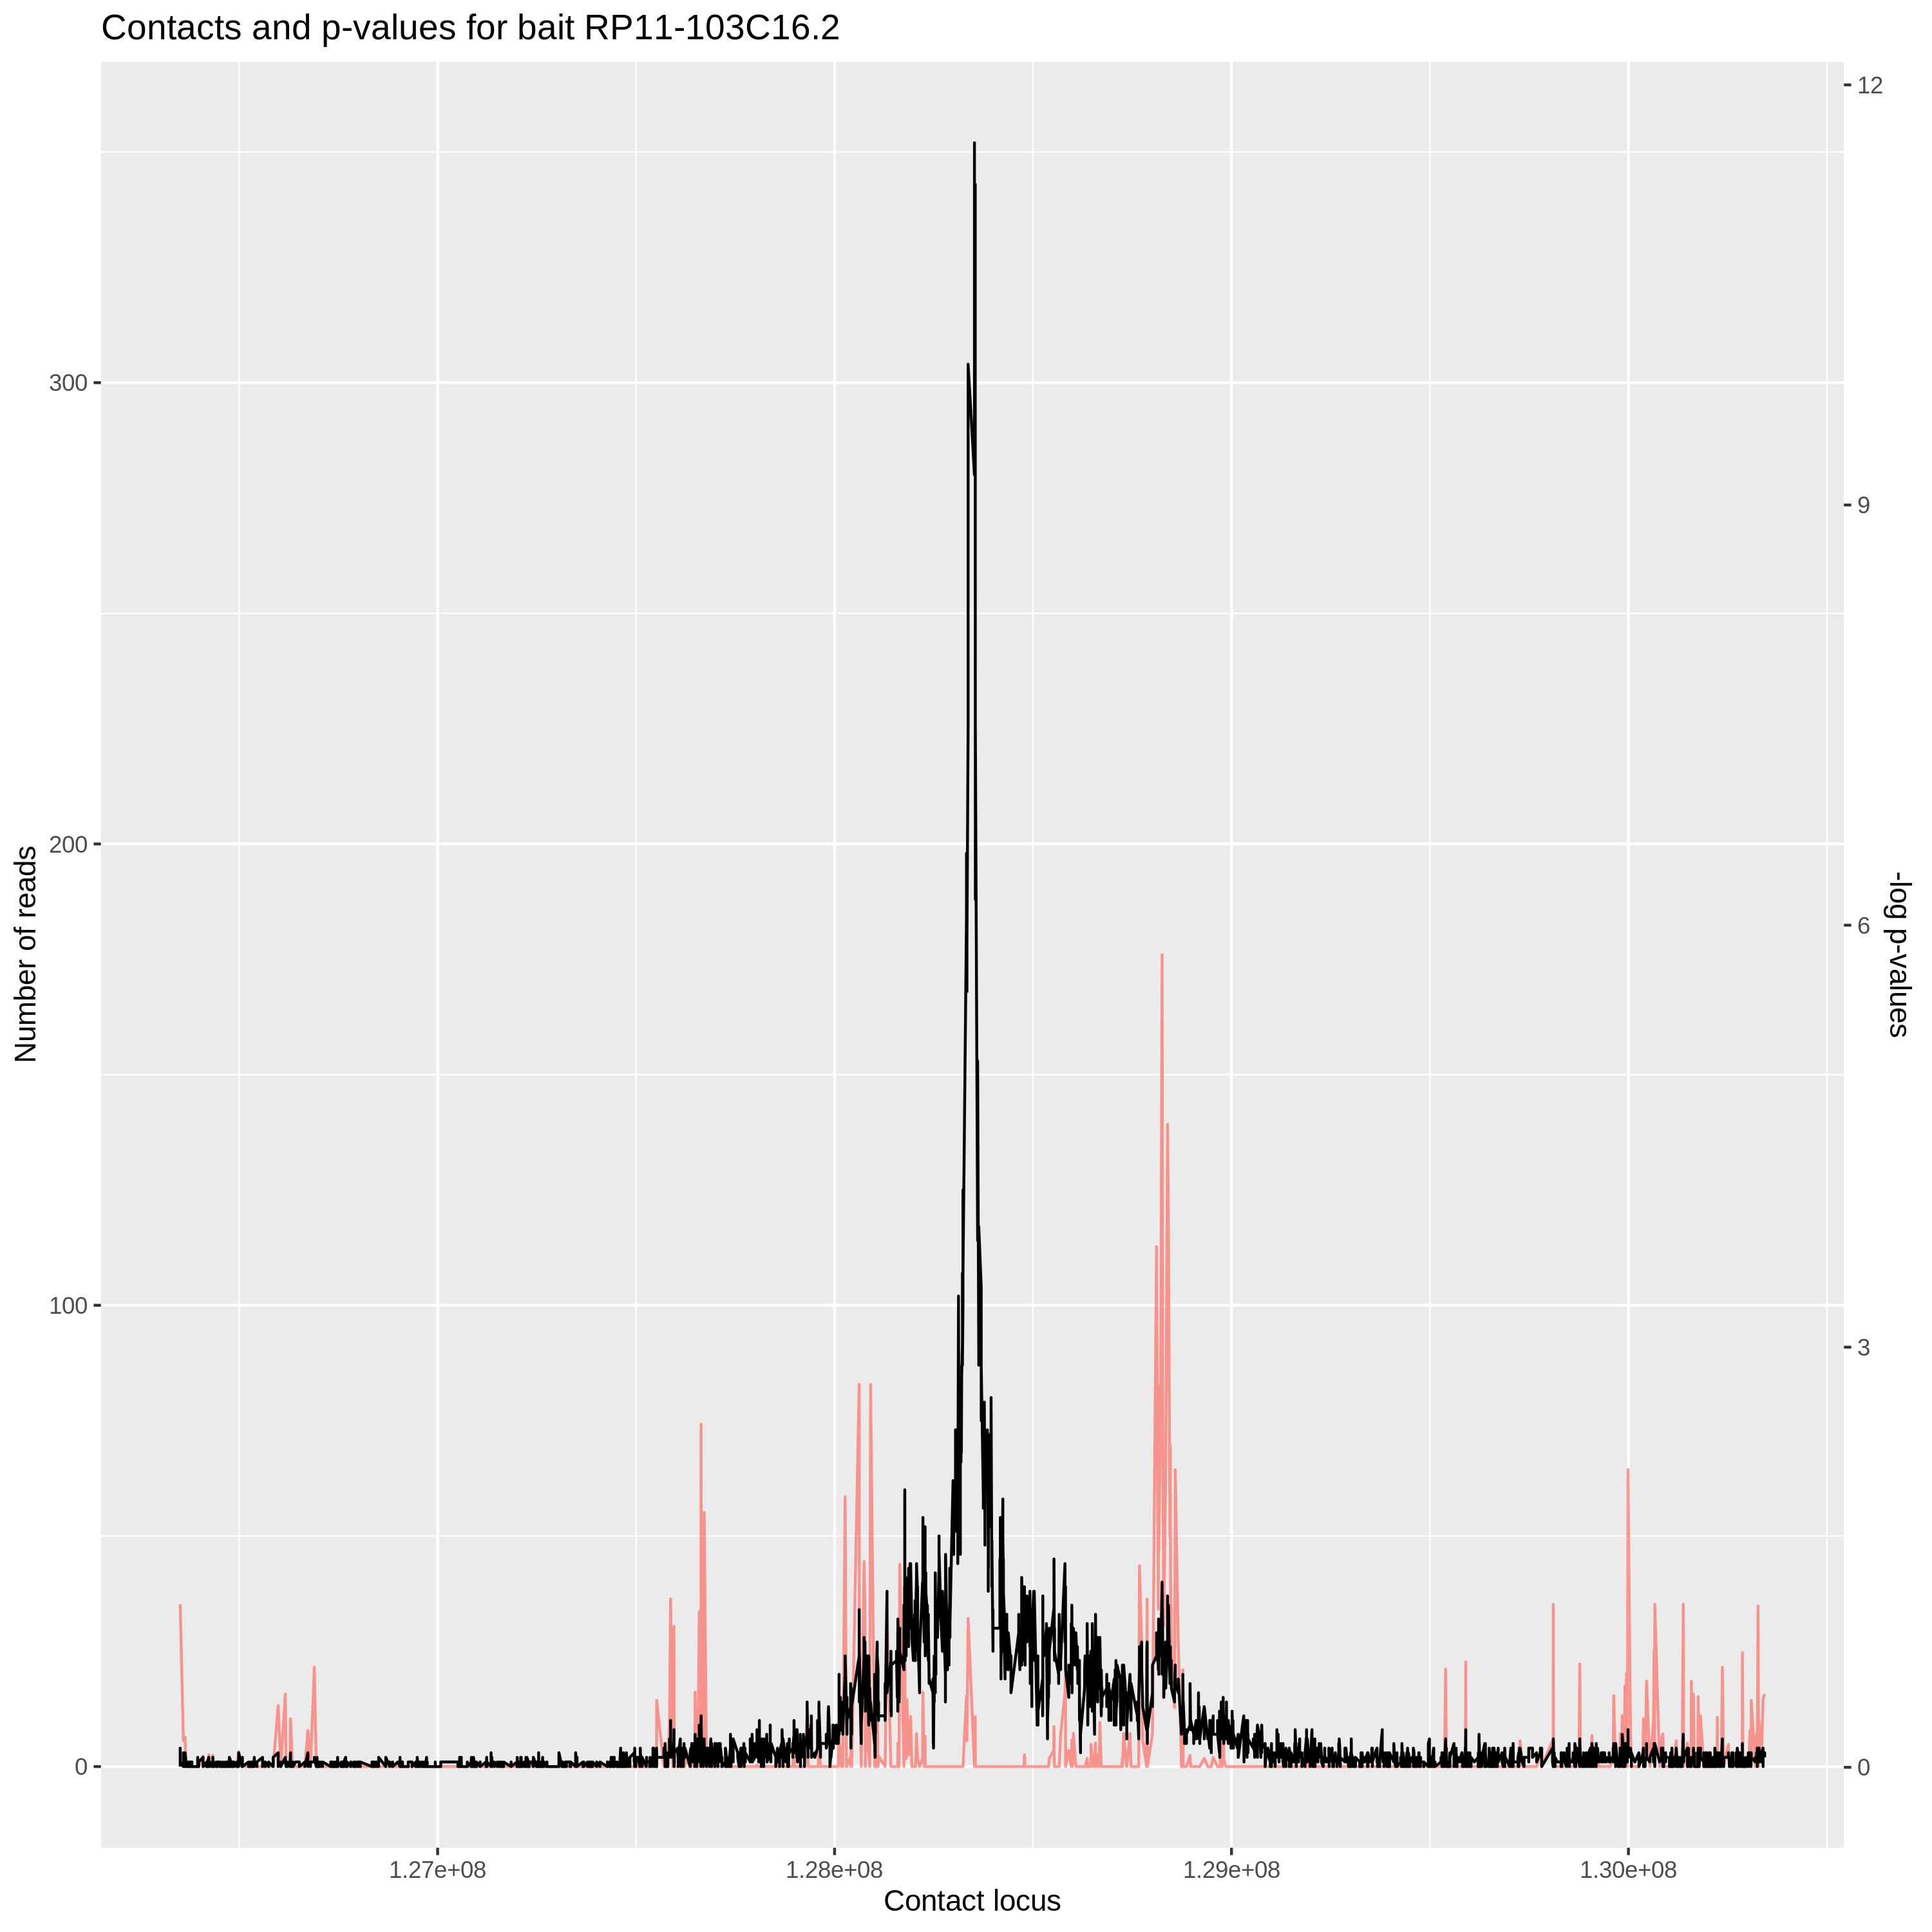 Contacts and p-values for bait RP11-103C16.2
12
300
9
200
6
Number of reads
-log p-values
100
3
0
0
1.27e+08
1.28e+08
1.29e+08
1.30e+08
Contact locus